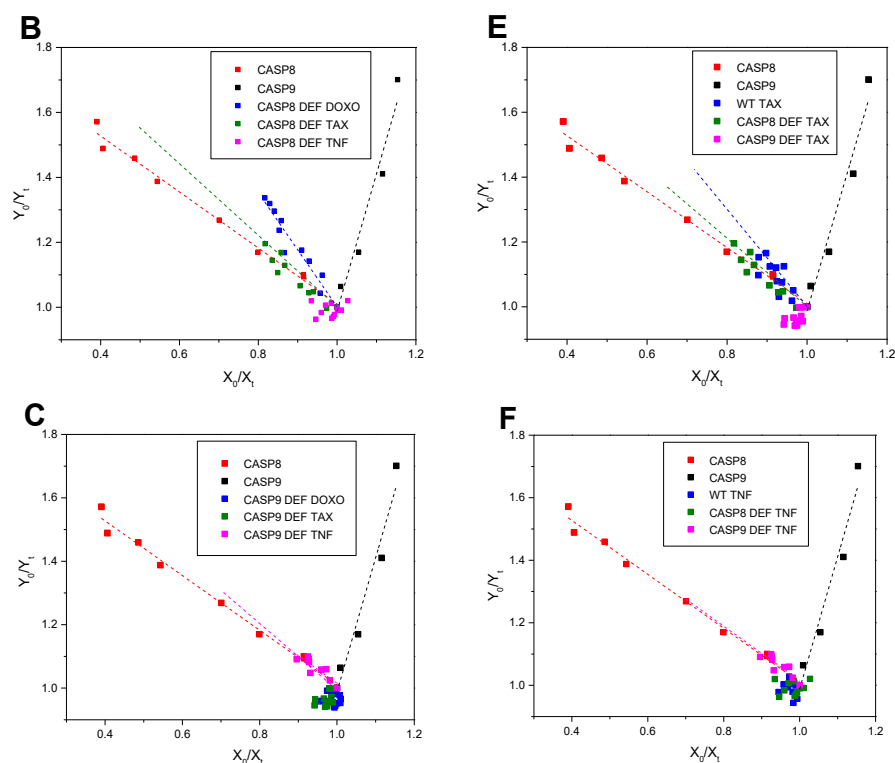 B
1.8
1.6
1.4
1.2
1.0
Y0/Yt
0.4 0.6 0.8 1.0 1.2
X0/Xt
CASP8
CASP9
CASP8 DEF DOXO
CASP8 DEF TAX
CASP8 DEF TNF
E
1.8
1.6
1.4
1.2
1.0
Y0/Yt
0.4 0.6 0.8 1.0 1.2
X0/Xt
CASP8
CASP9
WT TAX
CASP8 DEF TAX
CASP9 DEF TAX
C
1.8
1.6
1.4
1.2
1.0
Y0/Yt
0.4 0.6 0.8 1.0 1.2
X0/Xt
CASP8
CASP9
CASP9 DEF DOXO
CASP9 DEF TAX
CASP9 DEF TNF
F
1.8
1.6
1.4
1.2
1.0
Y0/Yt
0.4 0.6 0.8 1.0 1.2
X0/Xt
CASP8
CASP9
WT TNF
CASP8 DEF TNF
CASP9 DEF TNF